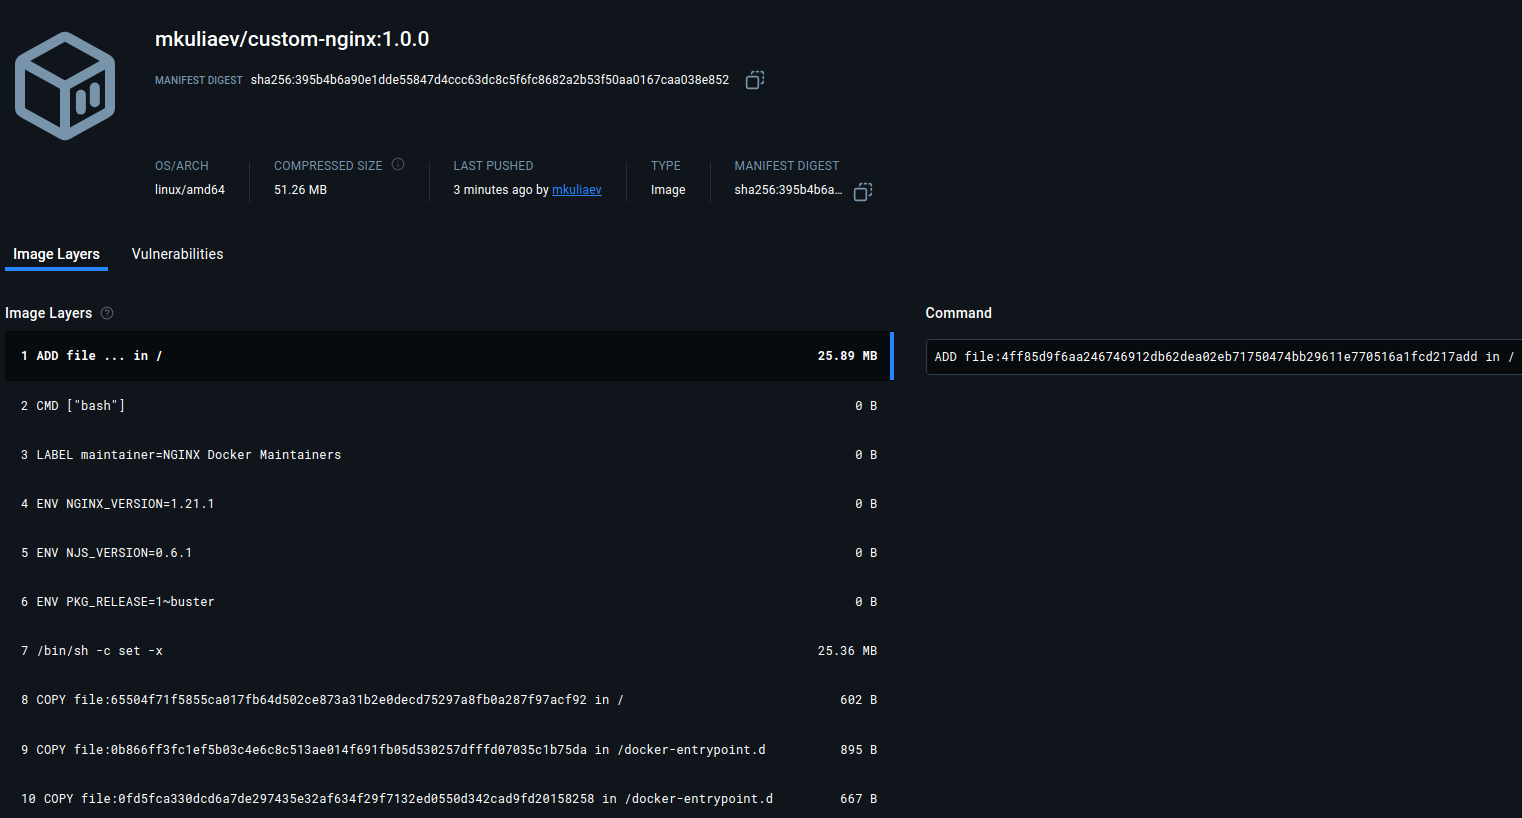 mkuliaev/custom-nginx:1.0.0
MANIFEST DIGEST sha256:395b4b6a90e1dde55847d4ccc63dc8c5f6fc8682a2b53f50aa0167caa038e852
OS/ARCH COMPRESSED SIZE LAST PUSHED TYPE MANIFEST DIGEST
linux/amd64 51.26 MB 3 minutes ago by mkuliaev Image sha256:395b4b6a...
Image Layers Vulnerabilities
Image Layers Command
1 ADD file ... in / 25.89 MB ADD file:4ff85d9f6aa246746912db62dea02eb71750474bb29611e770516a1fcd217add in /
2 CMD ["bash"] 0 B
3 LABEL maintainer=NGINX Docker Maintainers 0 B
4 ENV NGINX_VERSION=1.21.1 0 B
5 ENV NJS_VERSION=0.6.1 0 B
6 ENV PKG_RELEASE=1~buster 0 B
7 /bin/sh -c set -x 25.36 MB
8 COPY file:65504f71f5855ca017fb64d502ce873a31b2e0decd75297a8fb0a287f97acf92 in / 602 B
9 COPY file:0b866ff3fc1ef5b03c4e6c8c513ae014f691fb05d530257dfffd07035c1b75da in /docker-entrypoint.d 895 B
10 COPY file:0fd5fca330dcd6a7de297435e32af634f29f7132ed0550d342cad9fd20158258 in /docker-entrypoint.d 667 B